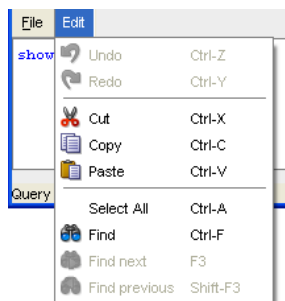 File Edit
show
Undo Ctrl-Z
Redo Ctrl-Y
Cut Ctrl-X
Copy Ctrl-C
Paste Ctrl-V
Query
Select All Ctrl-A
Find Ctrl-F
Find next F3
Find previous Shift-F3